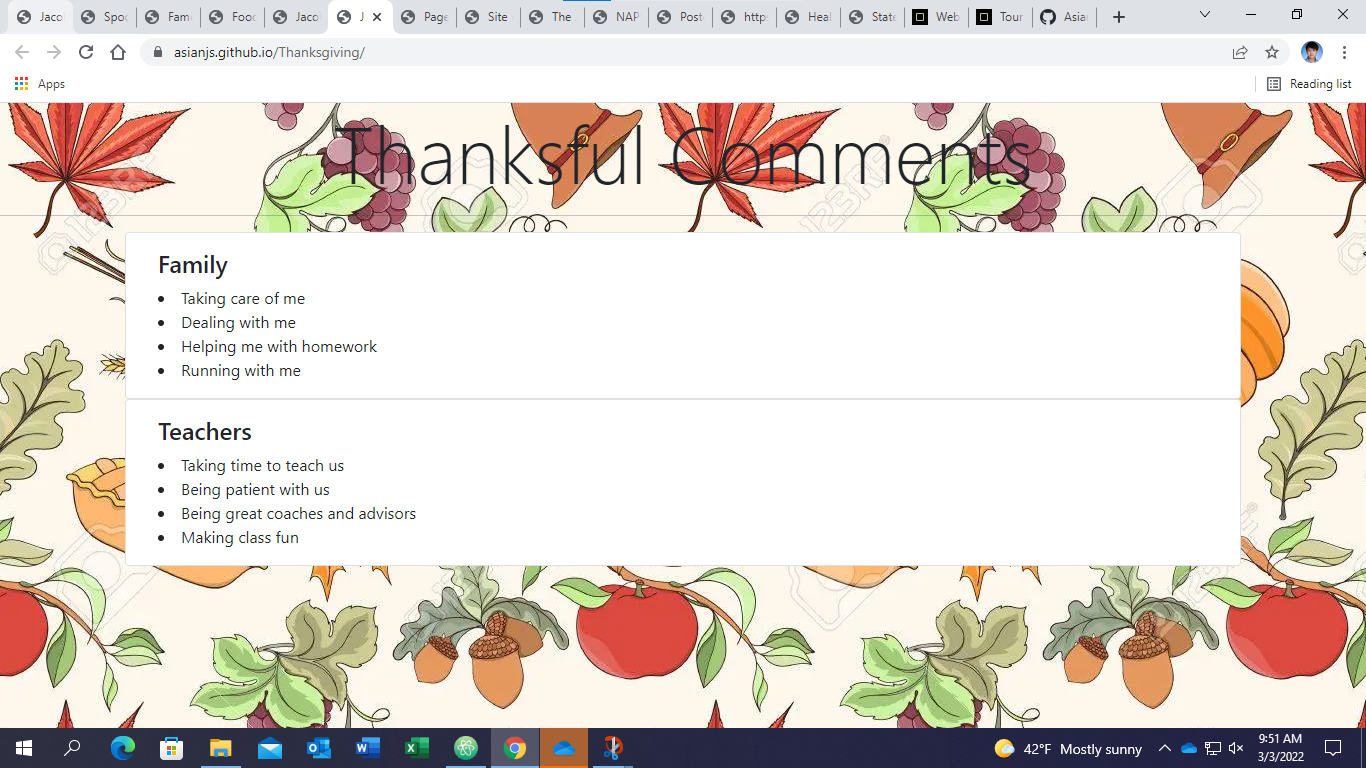 Jaco
Spoo
Fam
Food
Jaco
J
Page
Site
The
NAP
Post
http
Heal
State
Web
Tour
Asia
asianjs.github.io/Thanksgiving/
Apps
Reading list
Thanksful Comments
Family
Taking care of me
Dealing with me
Helping me with homework
Running with me
Teachers
Taking time to teach us
Being patient with us
Being great coaches and advisors
Making class fun
123RF
42°F Mostly sunny
9:51 AM
3/3/2022